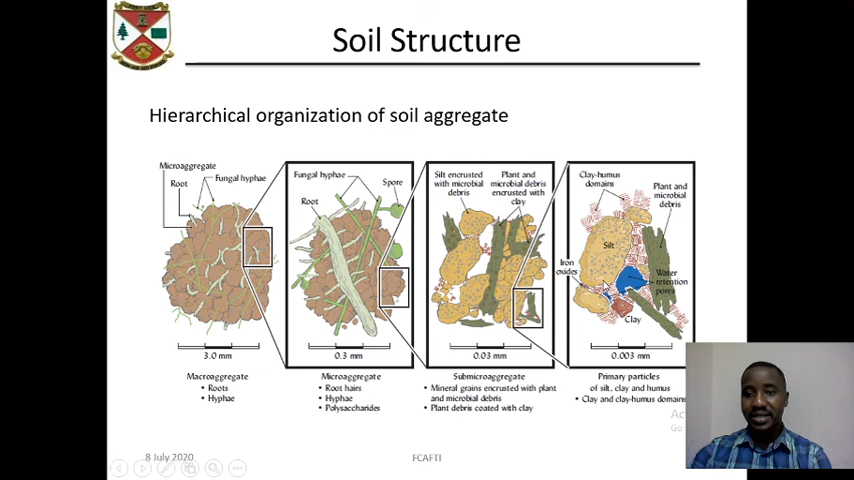 Soil Structure
Hierarchical organization of soil aggregate
Microaggregate
Root
Fungal hyphae
3.0 mm
Macroaggregate
• Roots
• Hyphae
Fungal hyphae
Spore
Root
0.3 mm
Microaggregate
• Root hairs
• Hyphae
• Polysaccharides
Silt encrusted
with microbial
debris
Plant and
microbial debris
encrusted with
clay
0.03 mm
Submicroaggregate
• Mineral grains encrusted with plant
and microbial debris
• Plant debris coated with clay
Clay-humus
domains
Plant and
microbial
debris
Silt
Iron
oxides
Water
retention
pores
Clay
0.003 mm
Primary particles
of silt, clay and humus
• Clay and clay-humus domains
Ac
Go
8 July 2020
FCAFTI